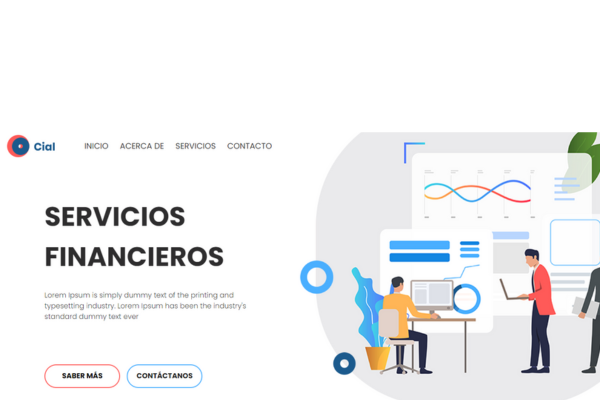 Cial
INICIO ACERCA DE SERVICIOS CONTACTO
SERVICIOS
FINANCIEROS
Lorem Ipsum is simply dummy text of the printing and
typesetting industry. Lorem Ipsum has been the industry's
standard dummy text ever
SABER MÁS CONTÁCTANOS